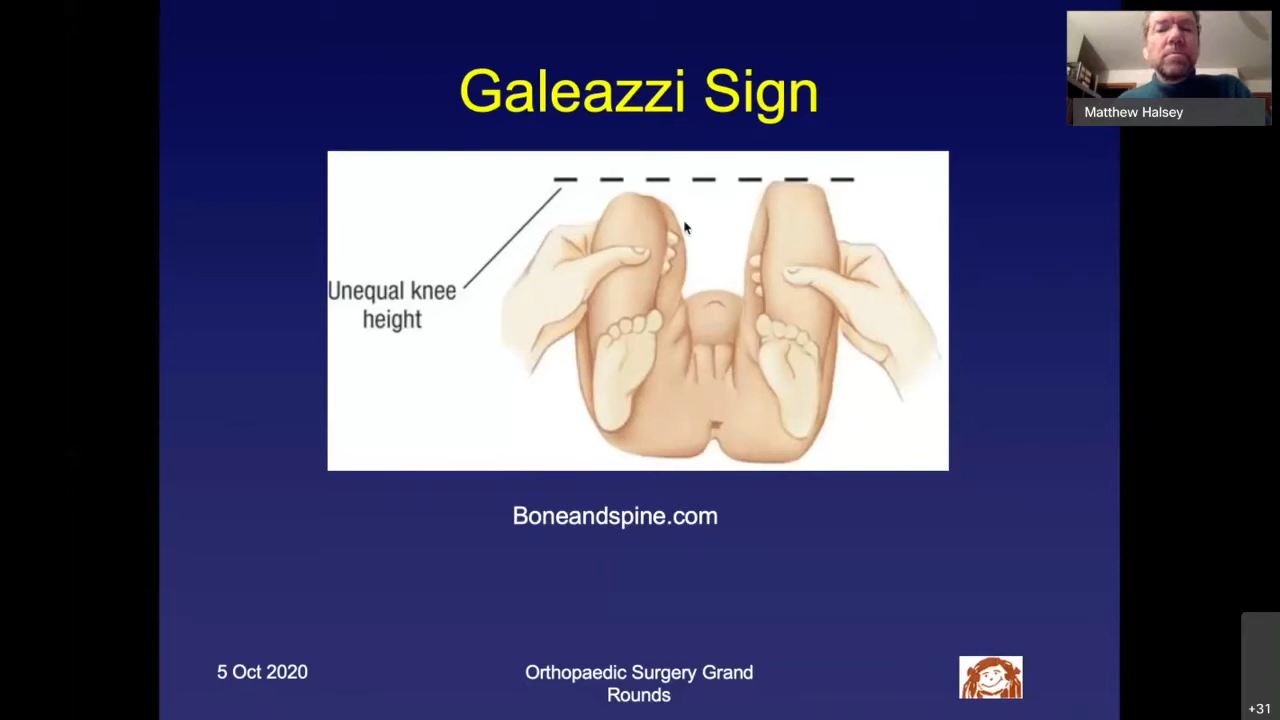 Galeazzi Sign
Matthew Halsey
Unequal knee
height
Boneandspine.com
5 Oct 2020
Orthopaedic Surgery Grand
Rounds
+31